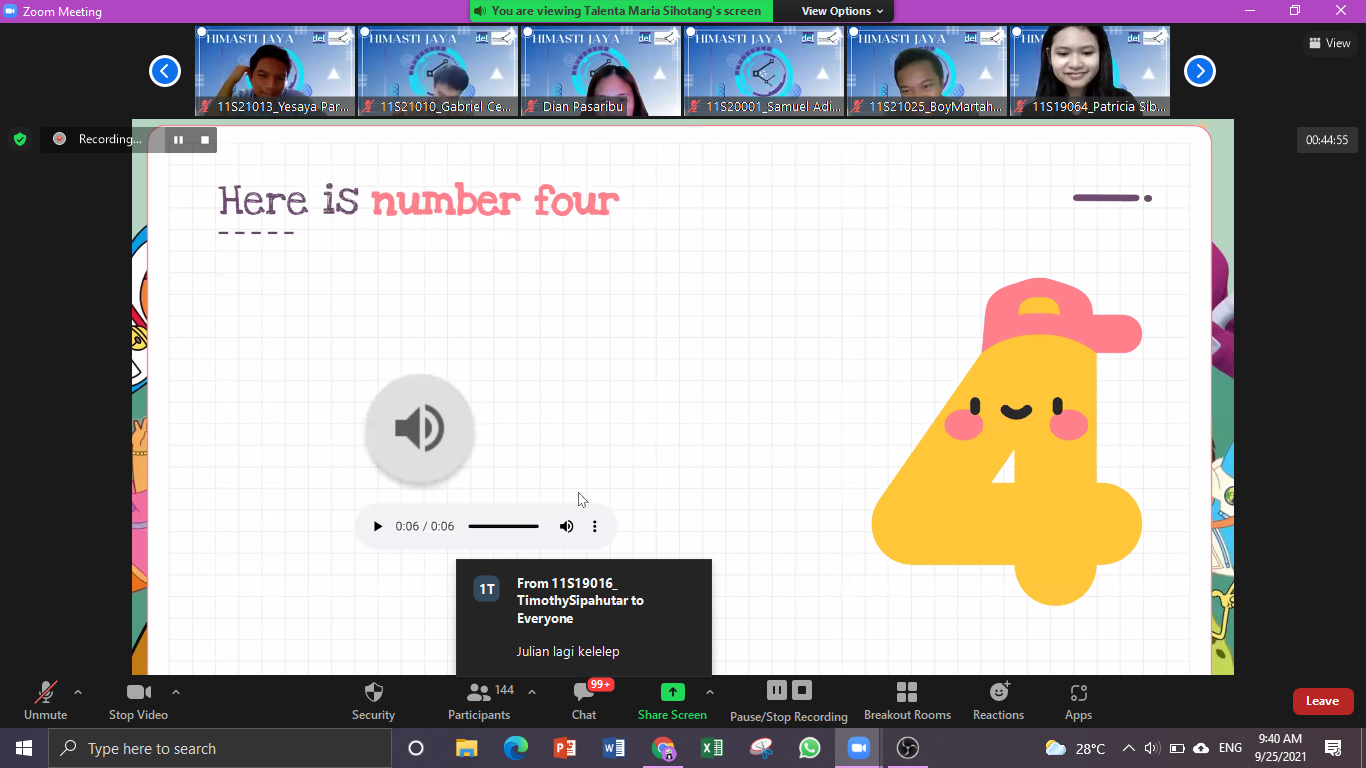 Zoom Meeting
You are viewing Talenta Maria Sihotang's screen
View Options
HIMASTI JAYA
del
11S21013_Yesaya Par...
HIMASTI JAYA
del
11S21010_Gabriel Ce...
HIMASTI JAYA
del
Dian Pasaribu
HIMASTI JAYA
del
11S20001_Samuel Adi...
HIMASTI JAYA
del
11S21025_BoyMartah...
HIMASTI JAYA
del
11S19064_Patricia Sib...
View
Recording...
00:44:55
Here is number four
0:06 / 0:06
1T
From 11S19016_
TimothySipahutar to
Everyone
Julian lagi kelelep
Unmute
Stop Video
Security
144
Participants
99+
Chat
Share Screen
Pause/Stop Recording
Breakout Rooms
Reactions
Apps
Leave
Type here to search
28°C
ENG
9:40 AM
9/25/2021